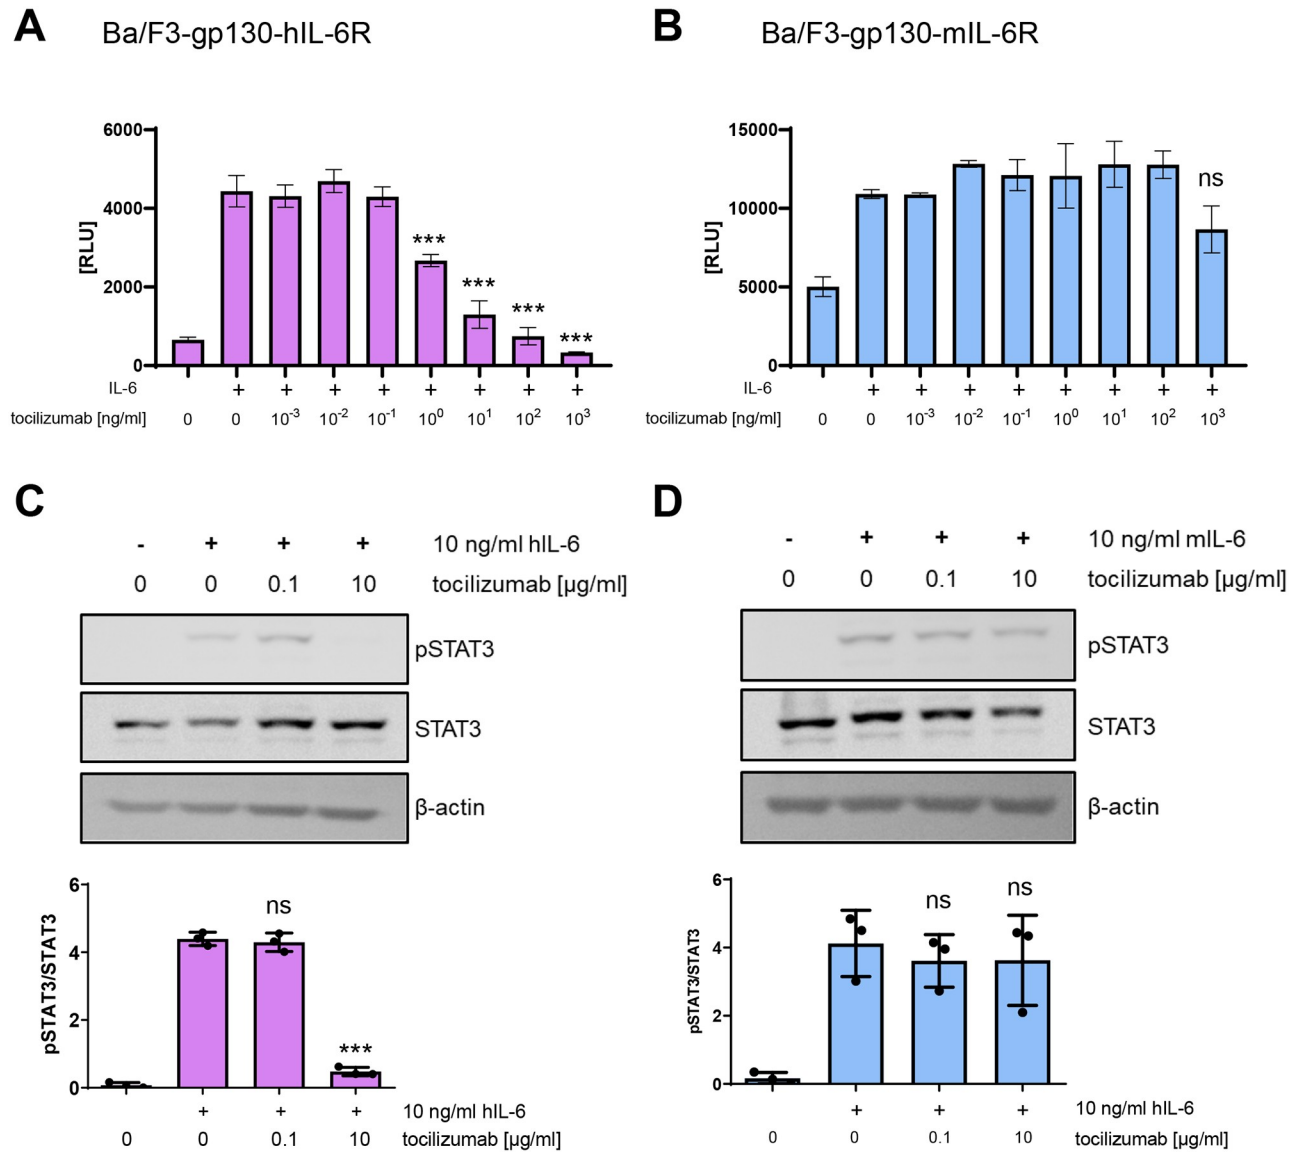 A Ba/F3-gp130-hIL-6R
6000
4000
2000
0
[RLU]
***
***
***
***
IL-6 + + + + + + + +
tocilizumab [ng/ml] 0 0 10⁻³ 10⁻² 10⁻¹ 10⁰ 10¹ 10² 10³
B Ba/F3-gp130-mIL-6R
15000
10000
5000
0
[RLU]
ns
IL-6 + + + + + + + +
tocilizumab [ng/ml] 0 0 10⁻³ 10⁻² 10⁻¹ 10⁰ 10¹ 10² 10³
C
- + + + 10 ng/ml hIL-6
0 0 0.1 10 tocilizumab [µg/ml]
pSTAT3
STAT3
β-actin
6
4
2
0
pSTAT3/STAT3
ns
***
+ + + 10 ng/ml hIL-6
0 0 0.1 10 tocilizumab [µg/ml]
D
- + + + 10 ng/ml mIL-6
0 0 0.1 10 tocilizumab [µg/ml]
pSTAT3
STAT3
β-actin
6
4
2
0
pSTAT3/STAT3
ns
ns
+ + + 10 ng/ml hIL-6
0 0 0.1 10 tocilizumab [µg/ml]